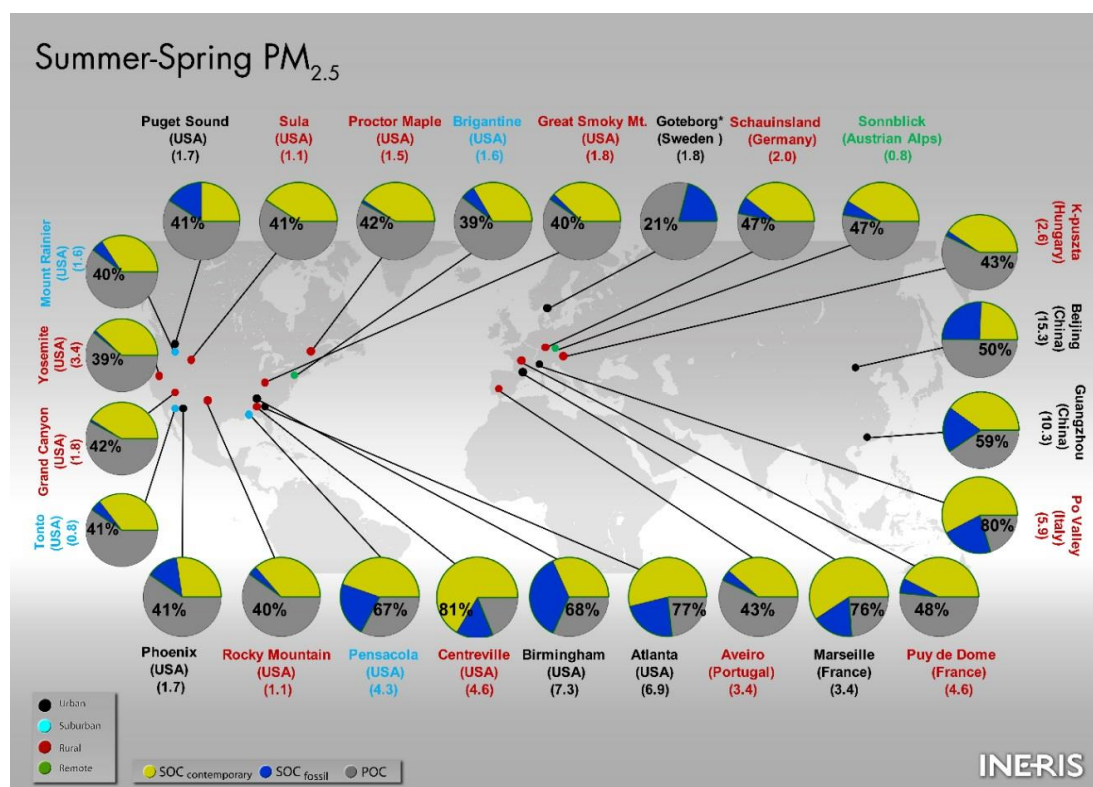 Summer-Spring PM2.5
Puget Sound
(USA)
(1.7)
Sula
(USA)
(1.1)
Proctor Maple
(USA)
(1.5)
Brigantine
(USA)
(1.6)
Great Smoky Mt.
(USA)
(1.8)
Goteborg*
(Sweden )
(1.8)
Schauinsland
(Germany)
(2.0)
Sonnblick
(Austrian Alps)
(0.8)
41%
41%
42%
39%
40%
21%
47%
47%
Mount Rainier
(USA)
(1.6)
40%
K-puszta
(Hungary)
(2.6)
43%
Yosemite
(USA)
(3.4)
39%
Beijing
(China)
(15.3)
50%
Grand Canyon
(USA)
(1.8)
42%
Guangzhou
(China)
(10.3)
59%
Tonto
(USA)
(0.8)
41%
Po Valley
(Italy)
(5.9)
80%
41%
40%
67%
81%
68%
77%
43%
76%
48%
Phoenix
(USA)
(1.7)
Rocky Mountain
(USA)
(1.1)
Pensacola
(USA)
(4.3)
Centreville
(USA)
(4.6)
Birmingham
(USA)
(7.3)
Atlanta
(USA)
(6.9)
Aveiro
(Portugal)
(3.4)
Marseille
(France)
(3.4)
Puy de Dome
(France)
(4.6)
Urban
Suburban
Rural
Remote
SOC contemporary SOC fossil POC
INERIS